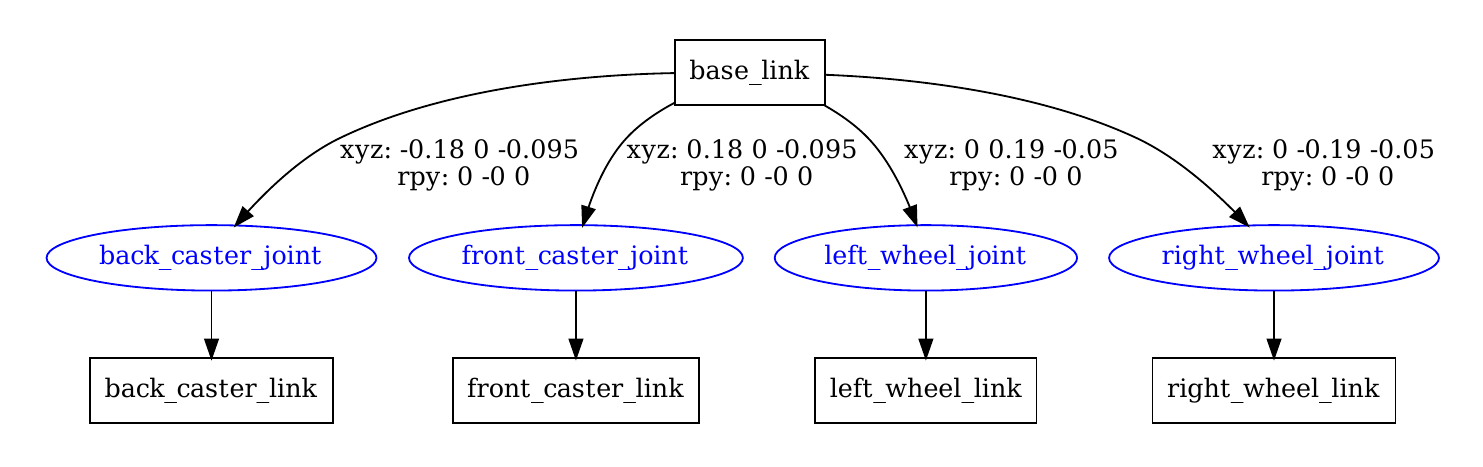 base_link
xyz: -0.18 0 -0.095
rpy: 0 -0 0
xyz: 0.18 0 -0.095
rpy: 0 -0 0
xyz: 0 0.19 -0.05
rpy: 0 -0 0
xyz: 0 -0.19 -0.05
rpy: 0 -0 0
back_caster_joint
front_caster_joint
left_wheel_joint
right_wheel_joint
back_caster_link
front_caster_link
left_wheel_link
right_wheel_link